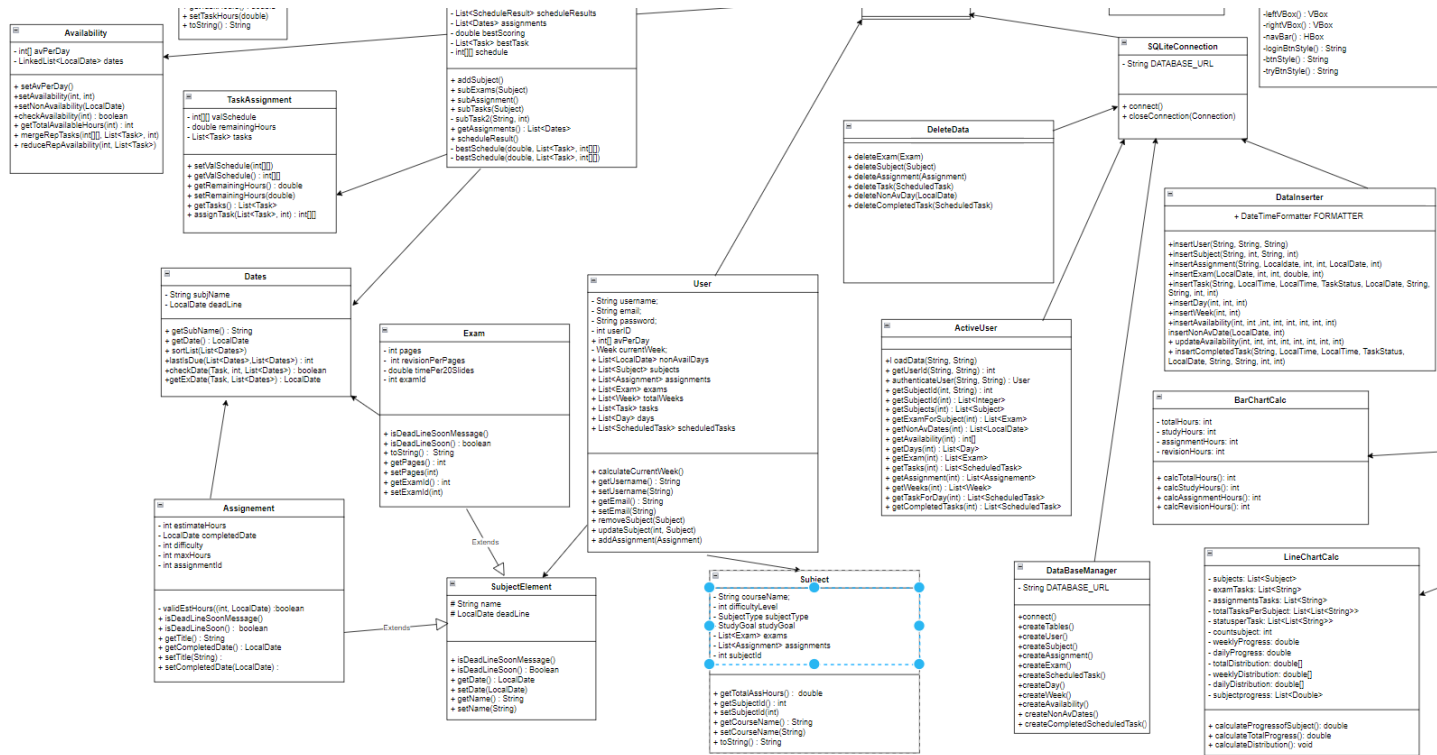 + setTaskHours(double)
+ toString() : String
Availability
- int[] avPerDay
- LinkedList<LocalDate> dates
+ setAvPerDay()
+setAvailability(int, int)
+setNonAvailability(LocalDate)
+checkAvailability(int) : boolean
+ getTotalAvailableHours(int) : int
+ mergeRepTasks(int[][], List<Task>, int)
+ reduceRepAvailability(int, List<Task>)
TaskAssignment
- int[][] valSchedule
- double remainingHours
- List<Task> tasks
+ setValSchedule(int[][])
+ getValSchedule() : int[][]
+ getRemainingHours() : double
+ setRemainingHours(double)
+ getTasks() : List<Task>
+ assignTask(List<Task>, int) : int[][]
- List<ScheduleResult> scheduleResults
- List<Dates> assignments
- double bestScoring
- List<Task> bestTask
- int[][] schedule
+ addSubject()
- subExams(Subject)
- subAssignment()
- subTasks(Subject)
- subTask2(String, int)
+ getAssignments() : List<Dates>
+ scheduleResult()
- bestSchedule(double, List<Task>, int[][])
- bestSchedule(double, List<Task>, int[][])
SQLiteConnection
- String DATABASE_URL
+ connect()
+ closeConnection(Connection)
-leftVBox() : VBox
-rightVBox() : VBox
-navBar() : HBox
-loginBtnStyle() : String
-btnStyle() : String
-tryBtnStyle() : String
DeleteData
+ deleteExam(Exam)
+ deleteSubject(Subject)
+ deleteAssignment(Assignment)
+ deleteTask(ScheduledTask)
+ deleteNonAvDay(LocalDate)
+ deleteCompletedTask(ScheduledTask)
DataInserter
+ DateTimeFormatter FORMATTER
+insertUser(String, String, String)
+insertSubject(String, int, String, int)
+insertAssignment(String, Localdate, int, int, LocalDate, int)
+insertExam(LocalDate, int, int, double, int)
+insertTask(String, LocalTime, LocalTime, TaskStatus, LocalDate, String,
String, int, int)
+insertDay(int, int, int)
+insertWeek(int, int)
+insertAvailability(int, int ,int, int, int, int, int, int)
insertNonAvDate(LocalDate, int)
+ updateAvailability(int, int, int, int, int, int, int, int)
+ insertCompletedTask(String, LocalTime, LocalTime, TaskStatus,
LocalDate, String, String, int, int)
Dates
- String subjName
- LocalDate deadLine
+ getSubName() : String
+ getDate() : LocalDate
+ sortList(List<Dates>)
+lastIsDue(List<Dates>,List<Dates>) : int
+checkDate(Task, int, List<Dates>) : boolean
+getExDate(Task, List<Dates>) : LocalDate
Exam
- int pages
- int revisionPerPages
- double timePer20Slides
- int examId
+ isDeadLineSoonMessage()
+ isDeadLineSoon() : boolean
+ toString() : String
+ getPages() : int
+ setPages(int)
+ getExamId() : int
+ setExamId(int)
User
- String username;
- String email;
- String password;
- int userID
+ int[] avPerDay
- Week currentWeek;
+ List<LocalDate> nonAvailDays
+ List<Subject> subjects
+ List<Assignment> assignments
+ List<Exam> exams
+ List<Week> totalWeeks
+ List<Task> tasks
+ List<Day> days
+ List<ScheduledTask> scheduledTasks
+ calculateCurrentWeek()
+ getUsername() : String
+ setUsername(String)
+ getEmail() : String
+ setEmail(String)
+ removeSubject(Subject)
+ updateSubject(int, Subject)
+ addAssignment(Assignment)
ActiveUser
+l oadData(String, String)
+ getUserId(String, String) : int
+ authenticateUser(String, String) : User
+ getSubjectId(int, String) : int
+ getSubjectId(int) : List<Integer>
+ getSubjects(int) : List<Subject>
+ getExamForSubject(int) : List<Exam>
+ getNonAvDates(int) : List<LocalDate>
+ getAvailability(int) : int[]
+ getDays(int) : List<Day>
+ getExam(int) : List<Exam>
+ getTasks(int) : List<ScheduledTask>
+ getAssignment(int) : List<Assignement>
+ getWeeks(int) : List<Week>
+ getTaskForDay(int) : List<ScheduledTask>
+ getCompletedTasks(int) : List<ScheduledTask>
BarChartCalc
- totalHours: int
- studyHours: int
- assignmentHours: int
- revisionHours: int
+ calcTotalHours(): int
+ calcStudyHours(): int
+ calcAssignmentHours(): int
+ calcRevisionHours(): int
Assignement
- int estimateHours
- LocalDate completedDate
- int difficulty
- int maxHours
- int assignmentId
- validEstHours((int, LocalDate) :boolean
- isDeadLineSoonMessage()
- isDeadLineSoon() : boolean
+ getTitle() : String
+ getCompletedDate() : LocalDate
- setTitle(String) :
+ setCompletedDate(LocalDate) :
Extends
Extends
SubjectElement
# String name
# LocalDate deadLine
+ isDeadLineSoonMessage()
+ isDeadLineSoon() : Boolean
+ getDate() : LocalDate
+ setDate(LocalDate)
+ getName() : String
+ setName(String)
Subject
- String courseName;
- int difficultyLevel
- SubjectType subjectType
StudyGoal studyGoal
- List<Exam> exams
- List<Assignment> assignments
- int subjectId
+ getTotalAssHours() : double
+ getSubjectId() : int
+ setSubjectId(int)
+ getCourseName() : String
+ setCourseName(String)
+ toString() : String
DataBaseManager
- String DATABASE_URL
+connect()
+createTables()
+createUser()
+createSubject()
+createAssignment()
+createExam()
+createScheduledTask()
+createDay()
+createWeek()
+createAvailability()
+createNonAvDates()
+ createCompletedScheduledTask()
LineChartCalc
- subjects: List<Subject>
- examTasks: List<String>
- assignmentsTasks: List<String>
- totalTasksPerSubject: List<List<String>>
- statusperTask: List<List<String>>
- countsubject: int
- weeklyProgress: double
- dailyProgress: double
- totalDistribution: double[]
- weeklyDistribution: double[]
- dailyDistribution: double[]
- subjectprogress: List<Double>
+ calculateProgressofSubject(): double
+ calculateTotalProgress(): double
+ calculateDistribution(): void